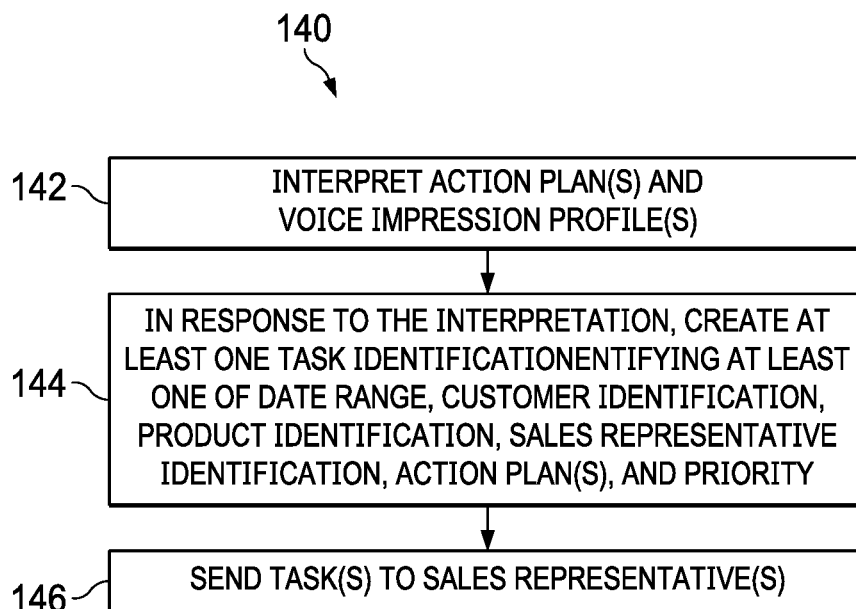 140
142
INTERPRET ACTION PLAN(S) AND
VOICE IMPRESSION PROFILE(S)
144
IN RESPONSE TO THE INTERPRETATION, CREATE AT
LEAST ONE TASK IDENTIFICATIONENTIFYING AT LEAST
ONE OF DATE RANGE, CUSTOMER IDENTIFICATION,
PRODUCT IDENTIFICATION, SALES REPRESENTATIVE
IDENTIFICATION, ACTION PLAN(S), AND PRIORITY
146
SEND TASK(S) TO SALES REPRESENTATIVE(S)